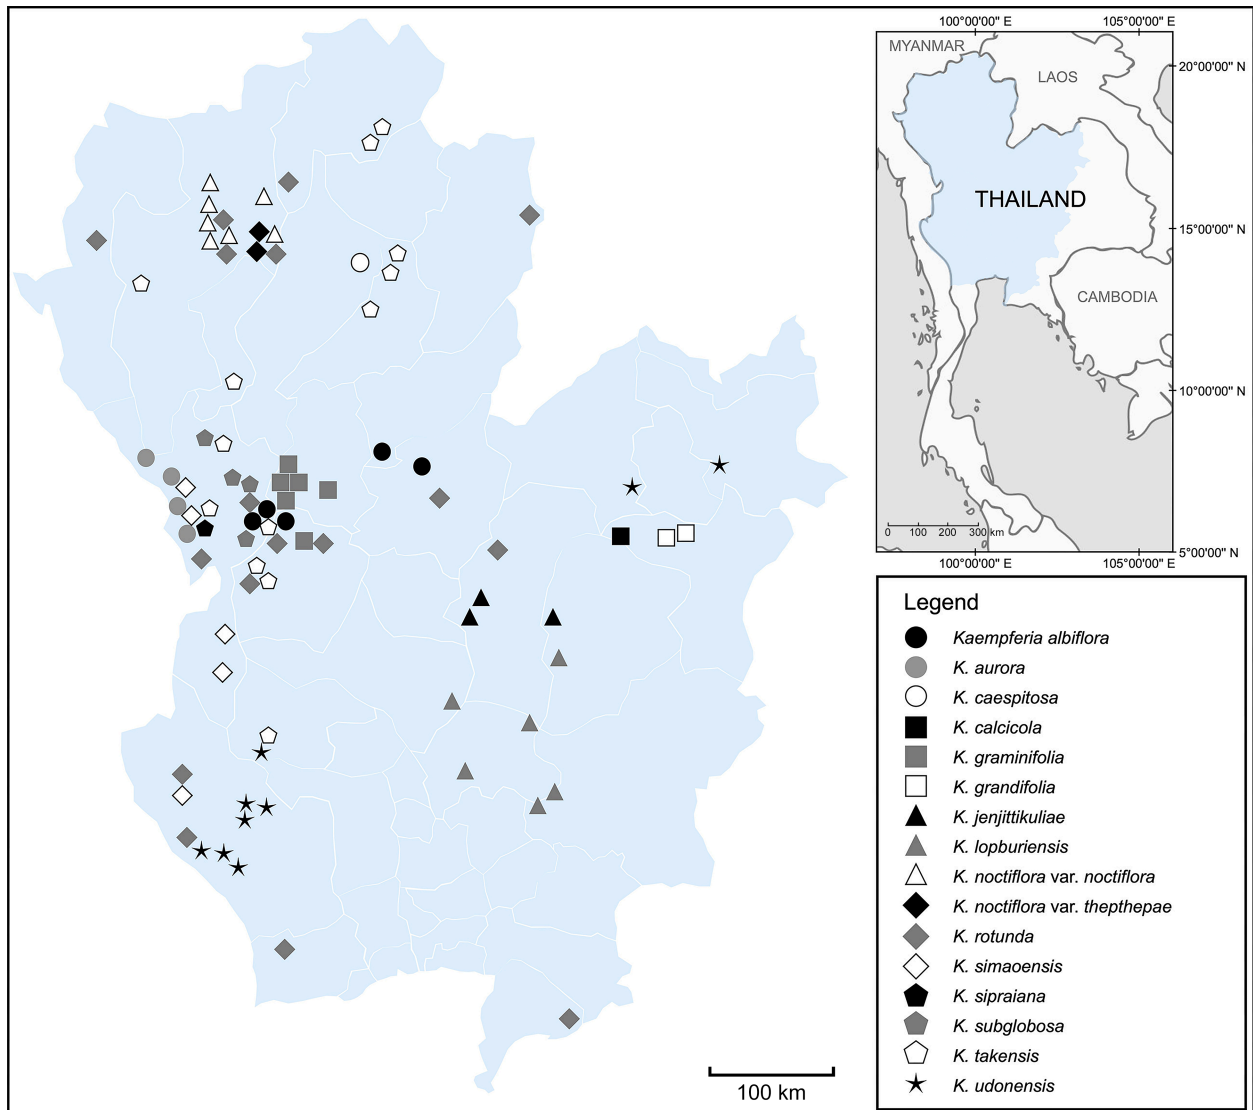 100°00'00" E 105°00'00" E
MYANMAR
LAOS
20°00'00" N
THAILAND
15°00'00" N
CAMBODIA
10°00'00" N
0 100 200 300 km
5°00'00" N
100°00'00" E 105°00'00" E
Legend
Kaempferia albiflora
K. aurora
K. caespitosa
K. calcicola
K. graminifolia
K. grandifolia
K. jenjittikuliae
K. lopburiensis
K. noctiflora var. noctiflora
K. noctiflora var. thepthepae
K. rotunda
K. simaoensis
K. sipraiana
K. subglobosa
K. takensis
K. udonensis
100 km